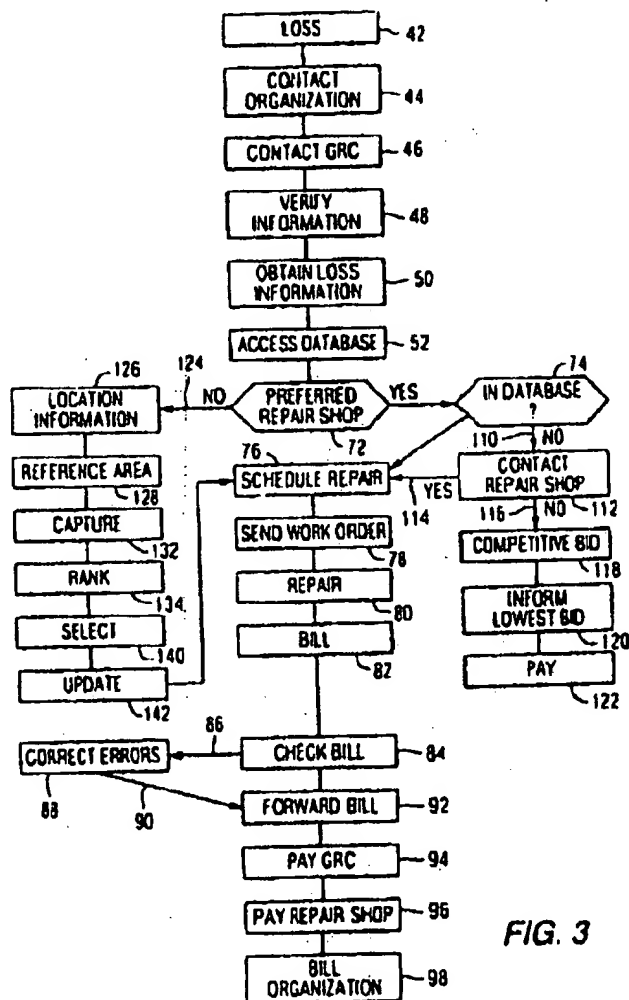 LOSS
42
CONTACT
ORGANIZATION
44
CONTACT GRC
46
VERIFY
INFORMATION
48
OBTAIN LOSS
INFORMATION
50
ACCESS DATABASE
52
126
124
LOCATION
INFORMATION
NO
PREFERRED
REPAIR SHOP
72
YES
74
IN DATABASE
?
110
NO
REFERENCE AREA
128
76
SCHEDULE REPAIR
YES
114
CONTACT
REPAIR SHOP
112
116
NO
CAPTURE
132
SEND WORK ORDER
78
COMPETITIVE BID
118
RANK
134
REPAIR
80
INFORM
LOWEST BID
120
SELECT
140
BILL
82
PAY
122
UPDATE
142
CORRECT ERRORS
88
86
90
CHECK BILL
84
FORWARD BILL
92
PAY GRC
94
PAY REPAIR SHOP
96
BILL
ORGANIZATION
98
FIG. 3